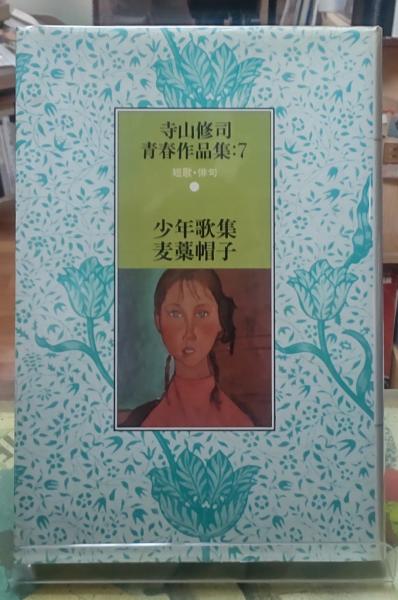 寺山修司
青春作品集:7
短歌・俳句
少年歌集
麦藁帽子